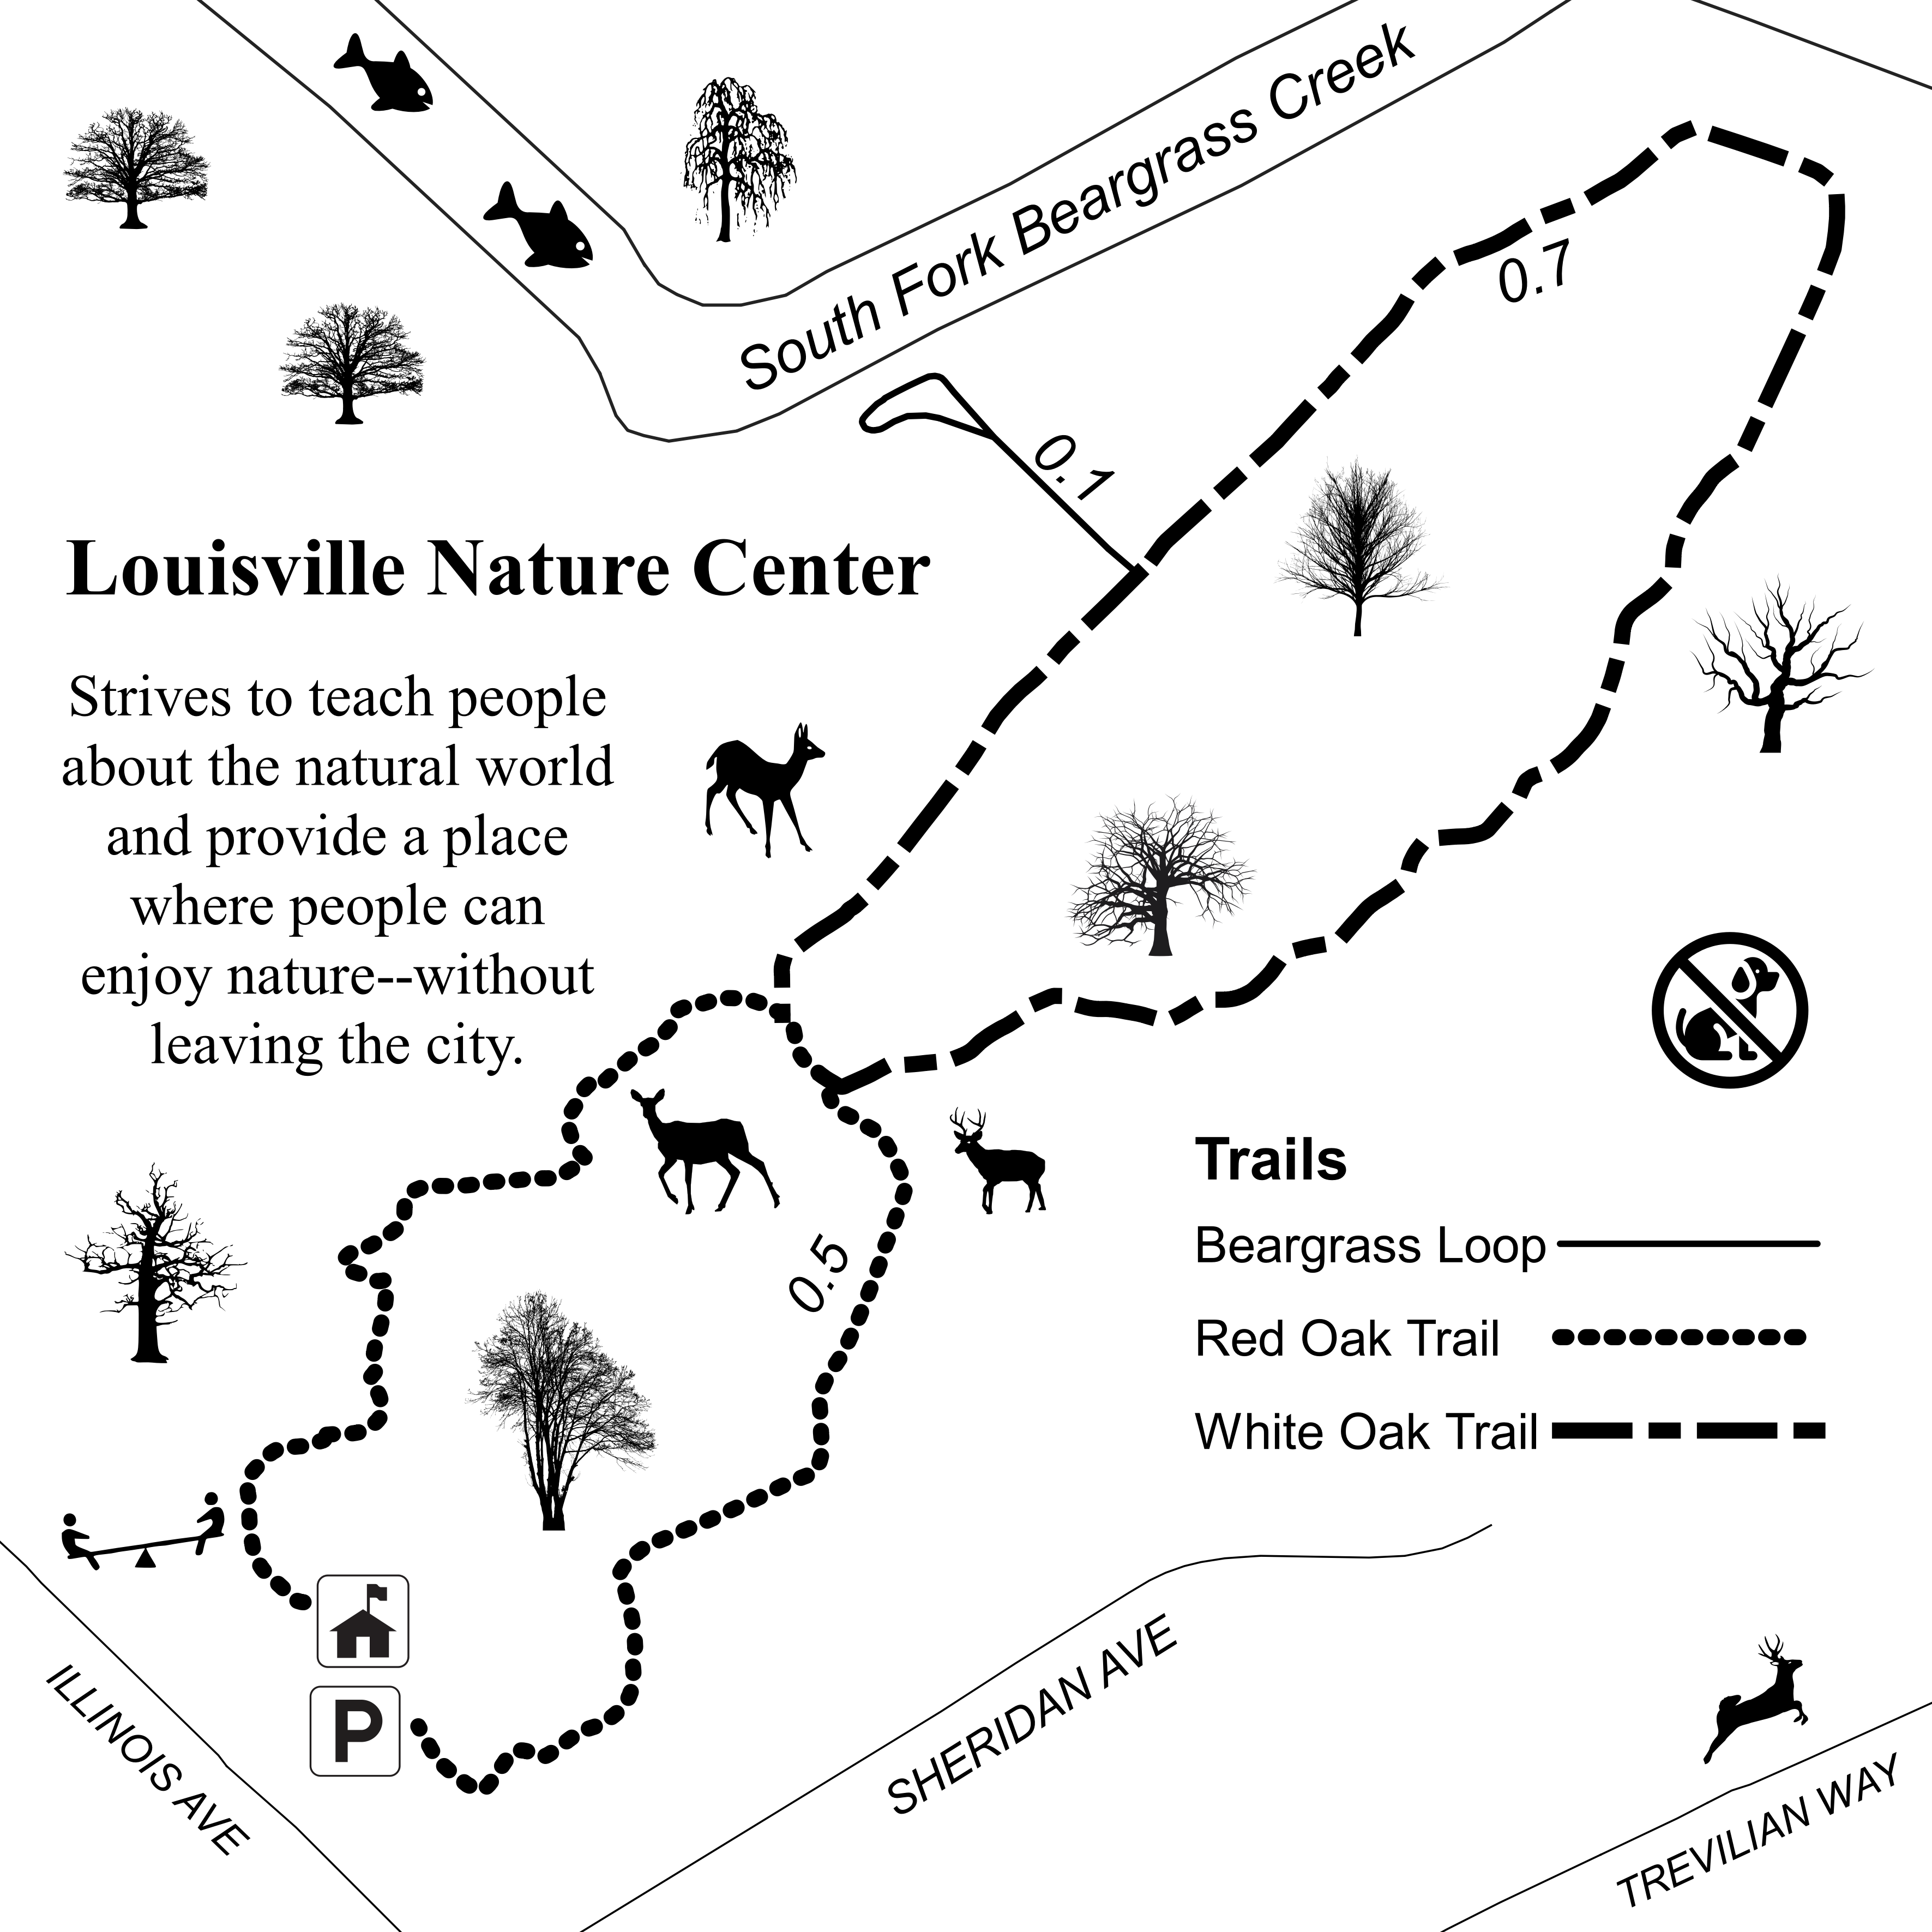 South Fork Beargrass Creek
0.7
0.1
Louisville Nature Center
Strives to teach people
about the natural world
and provide a place
where people can
enjoy nature--without
leaving the city.
0.5
Trails
Beargrass Loop
Red Oak Trail
White Oak Trail
P
ILLINOIS AVE
SHERIDAN AVE
TREVILIAN WAY